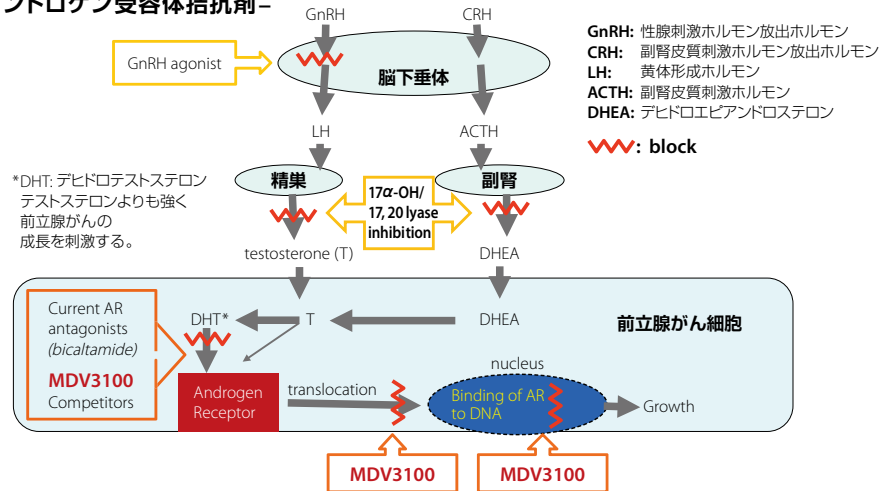 ンドロゲン受容体拮抗剤–
GnRH
CRH
GnRH agonist
脳下垂体
GnRH: 性腺刺激ホルモン放出ホルモン
CRH: 副腎皮質刺激ホルモン放出ホルモン
LH: 黄体形成ホルモン
ACTH: 副腎皮質刺激ホルモン
DHEA: デヒドロエピアンドロステロン
: block
LH
ACTH
*DHT: デヒドロテストステロン
テストステロンよりも強く
前立腺がんの
成長を刺激する。
精巣
17α-OH/
17, 20 lyase
inhibition
副腎
testosterone (T)
DHEA
Current AR
antagonists
(bicaltamide)
MDV3100
Competitors
DHT*
T
DHEA
前立腺がん細胞
Androgen
Receptor
translocation
nucleus
Binding of AR
to DNA
Growth
MDV3100
MDV3100